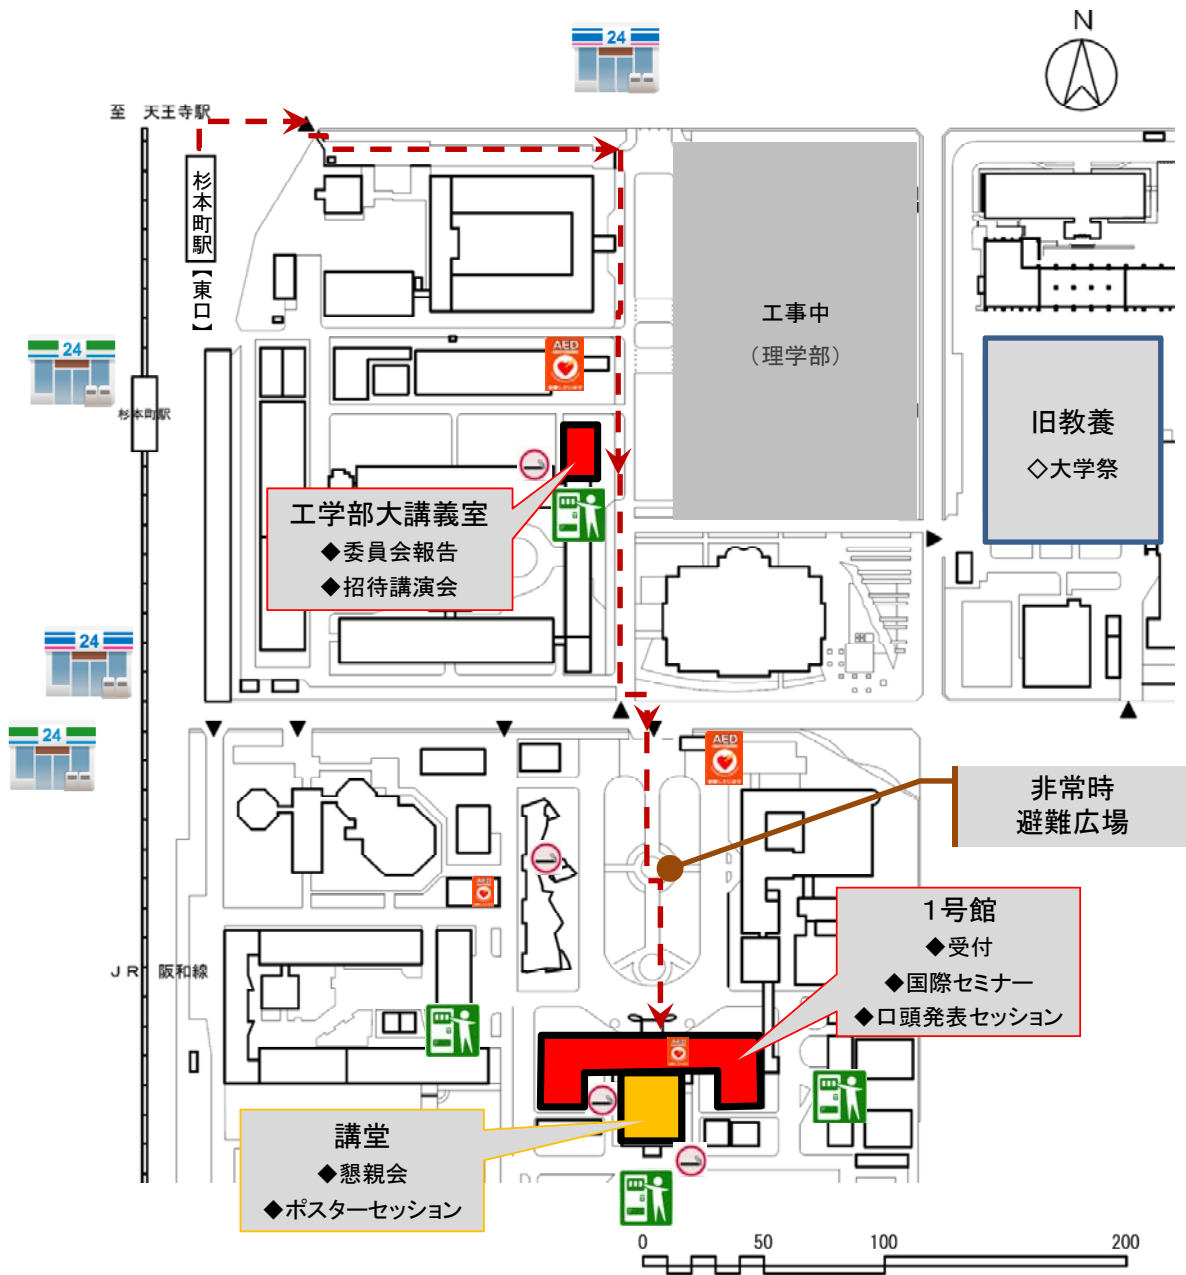 24
N
至 天王寺駅
杉本町駅【東口】
工事中
（理学部）
24
杉本町駅
AED
旧教養
◇大学祭
工学部大講義室
◆委員会報告
◆招待講演会
24
24
AED
非常時
避難広場
1号館
◆受付
◆国際セミナー
◆口頭発表セッション
AED
ＪＲ 阪和線
AED
講堂
◆懇親会
◆ポスターセッション
0 50 100 200